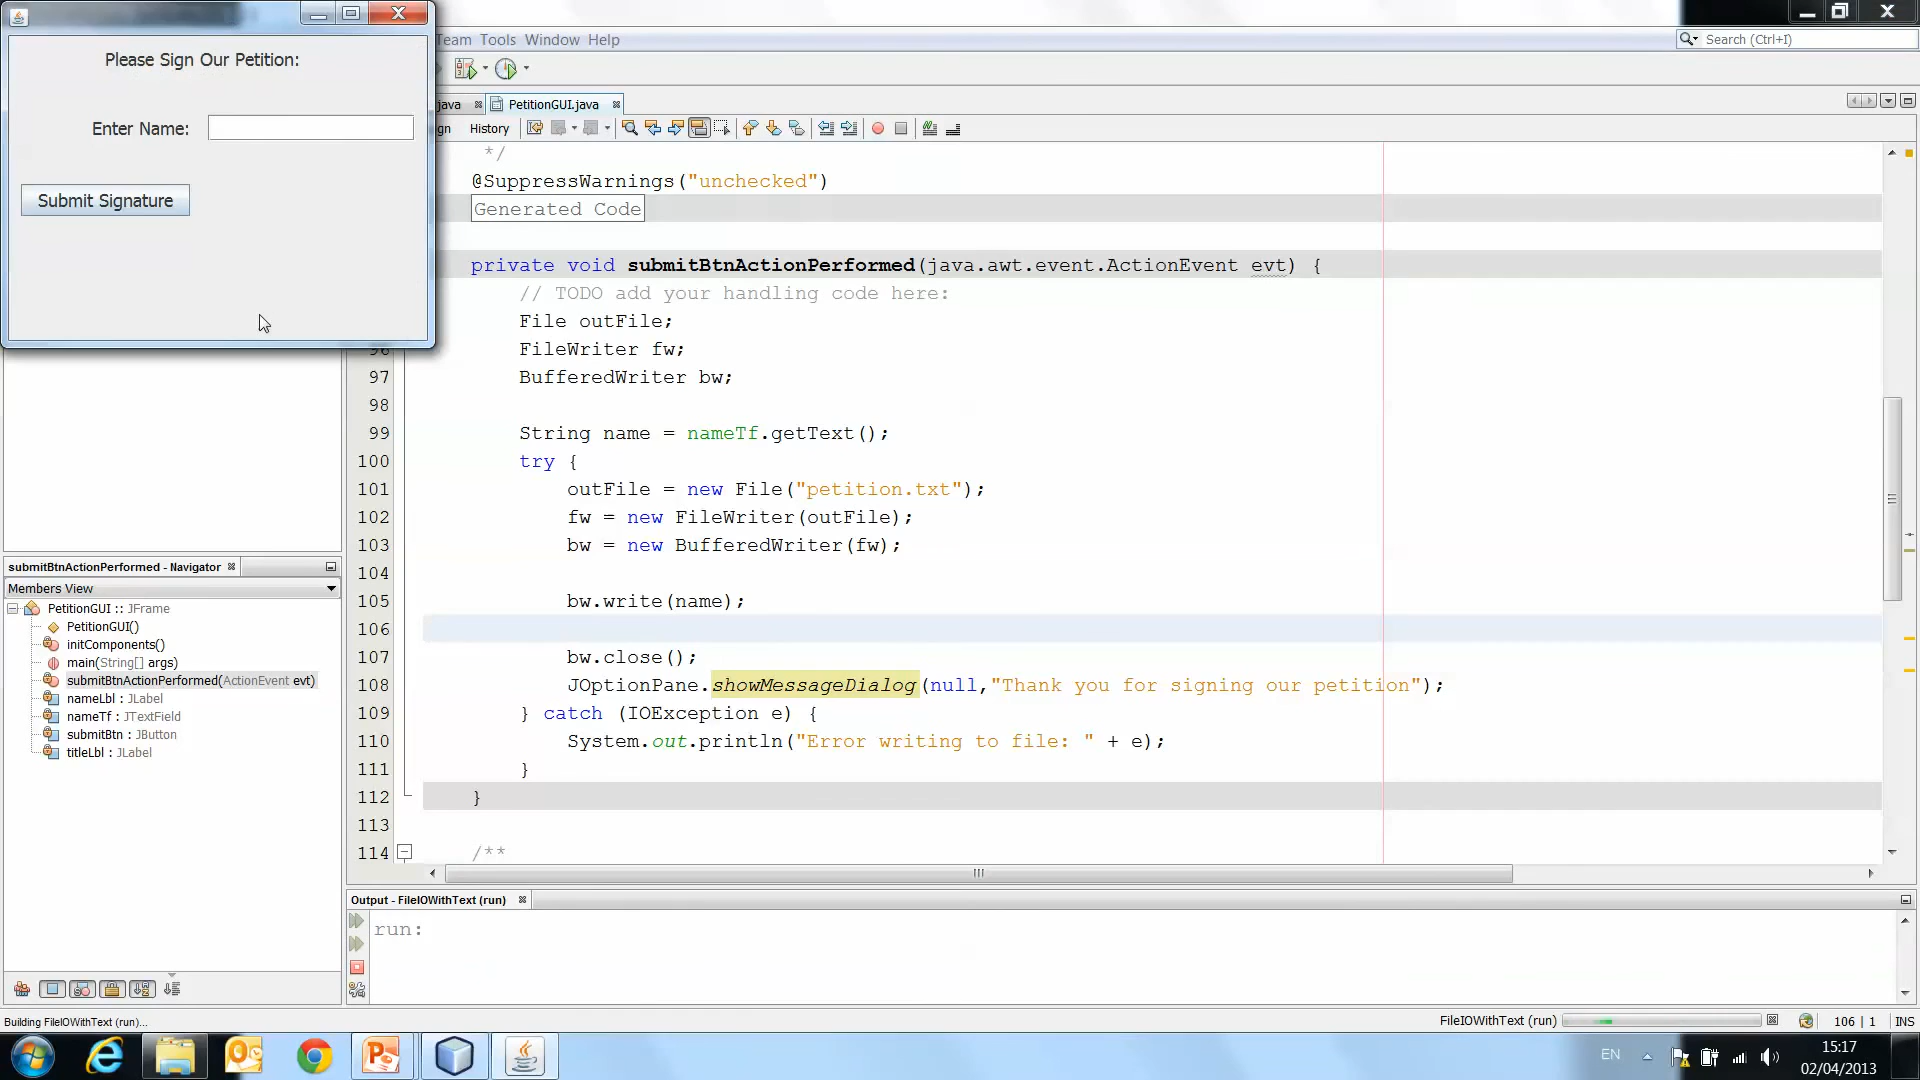 Please Sign Our Petition:
Enter Name:
Submit Signature
Team Tools Window Help
Search (Ctrl+I)
PetitionGUI.java
History
*/
@SuppressWarnings("unchecked")
Generated Code
private void submitBtnActionPerformed(java.awt.event.ActionEvent evt) {
// TODO add your handling code here:
File outFile;
FileWriter fw;
97 BufferedWriter bw;
98
99 String name = nameTf.getText();
100 try {
101 outFile = new File("petition.txt");
102 fw = new FileWriter(outFile);
103 bw = new BufferedWriter(fw);
104
105 bw.write(name);
106
107 bw.close();
108 JOptionPane.showMessageDialog(null,"Thank you for signing our petition");
109 } catch (IOException e) {
110 System.out.println("Error writing to file: " + e);
111 }
112 }
113
114 /**
submitBtnActionPerformed - Navigator
Members View
PetitionGUI :: JFrame
PetitionGUI()
initComponents()
main(String[] args)
submitBtnActionPerformed(ActionEvent evt)
nameLbl : JLabel
nameTf : JTextField
submitBtn : JButton
titleLbl : JLabel
Output - FileIOWithText (run)
run:
Building FileIOWithText (run)...
FileIOWithText (run)
106 | 1 INS
EN
15:17
02/04/2013